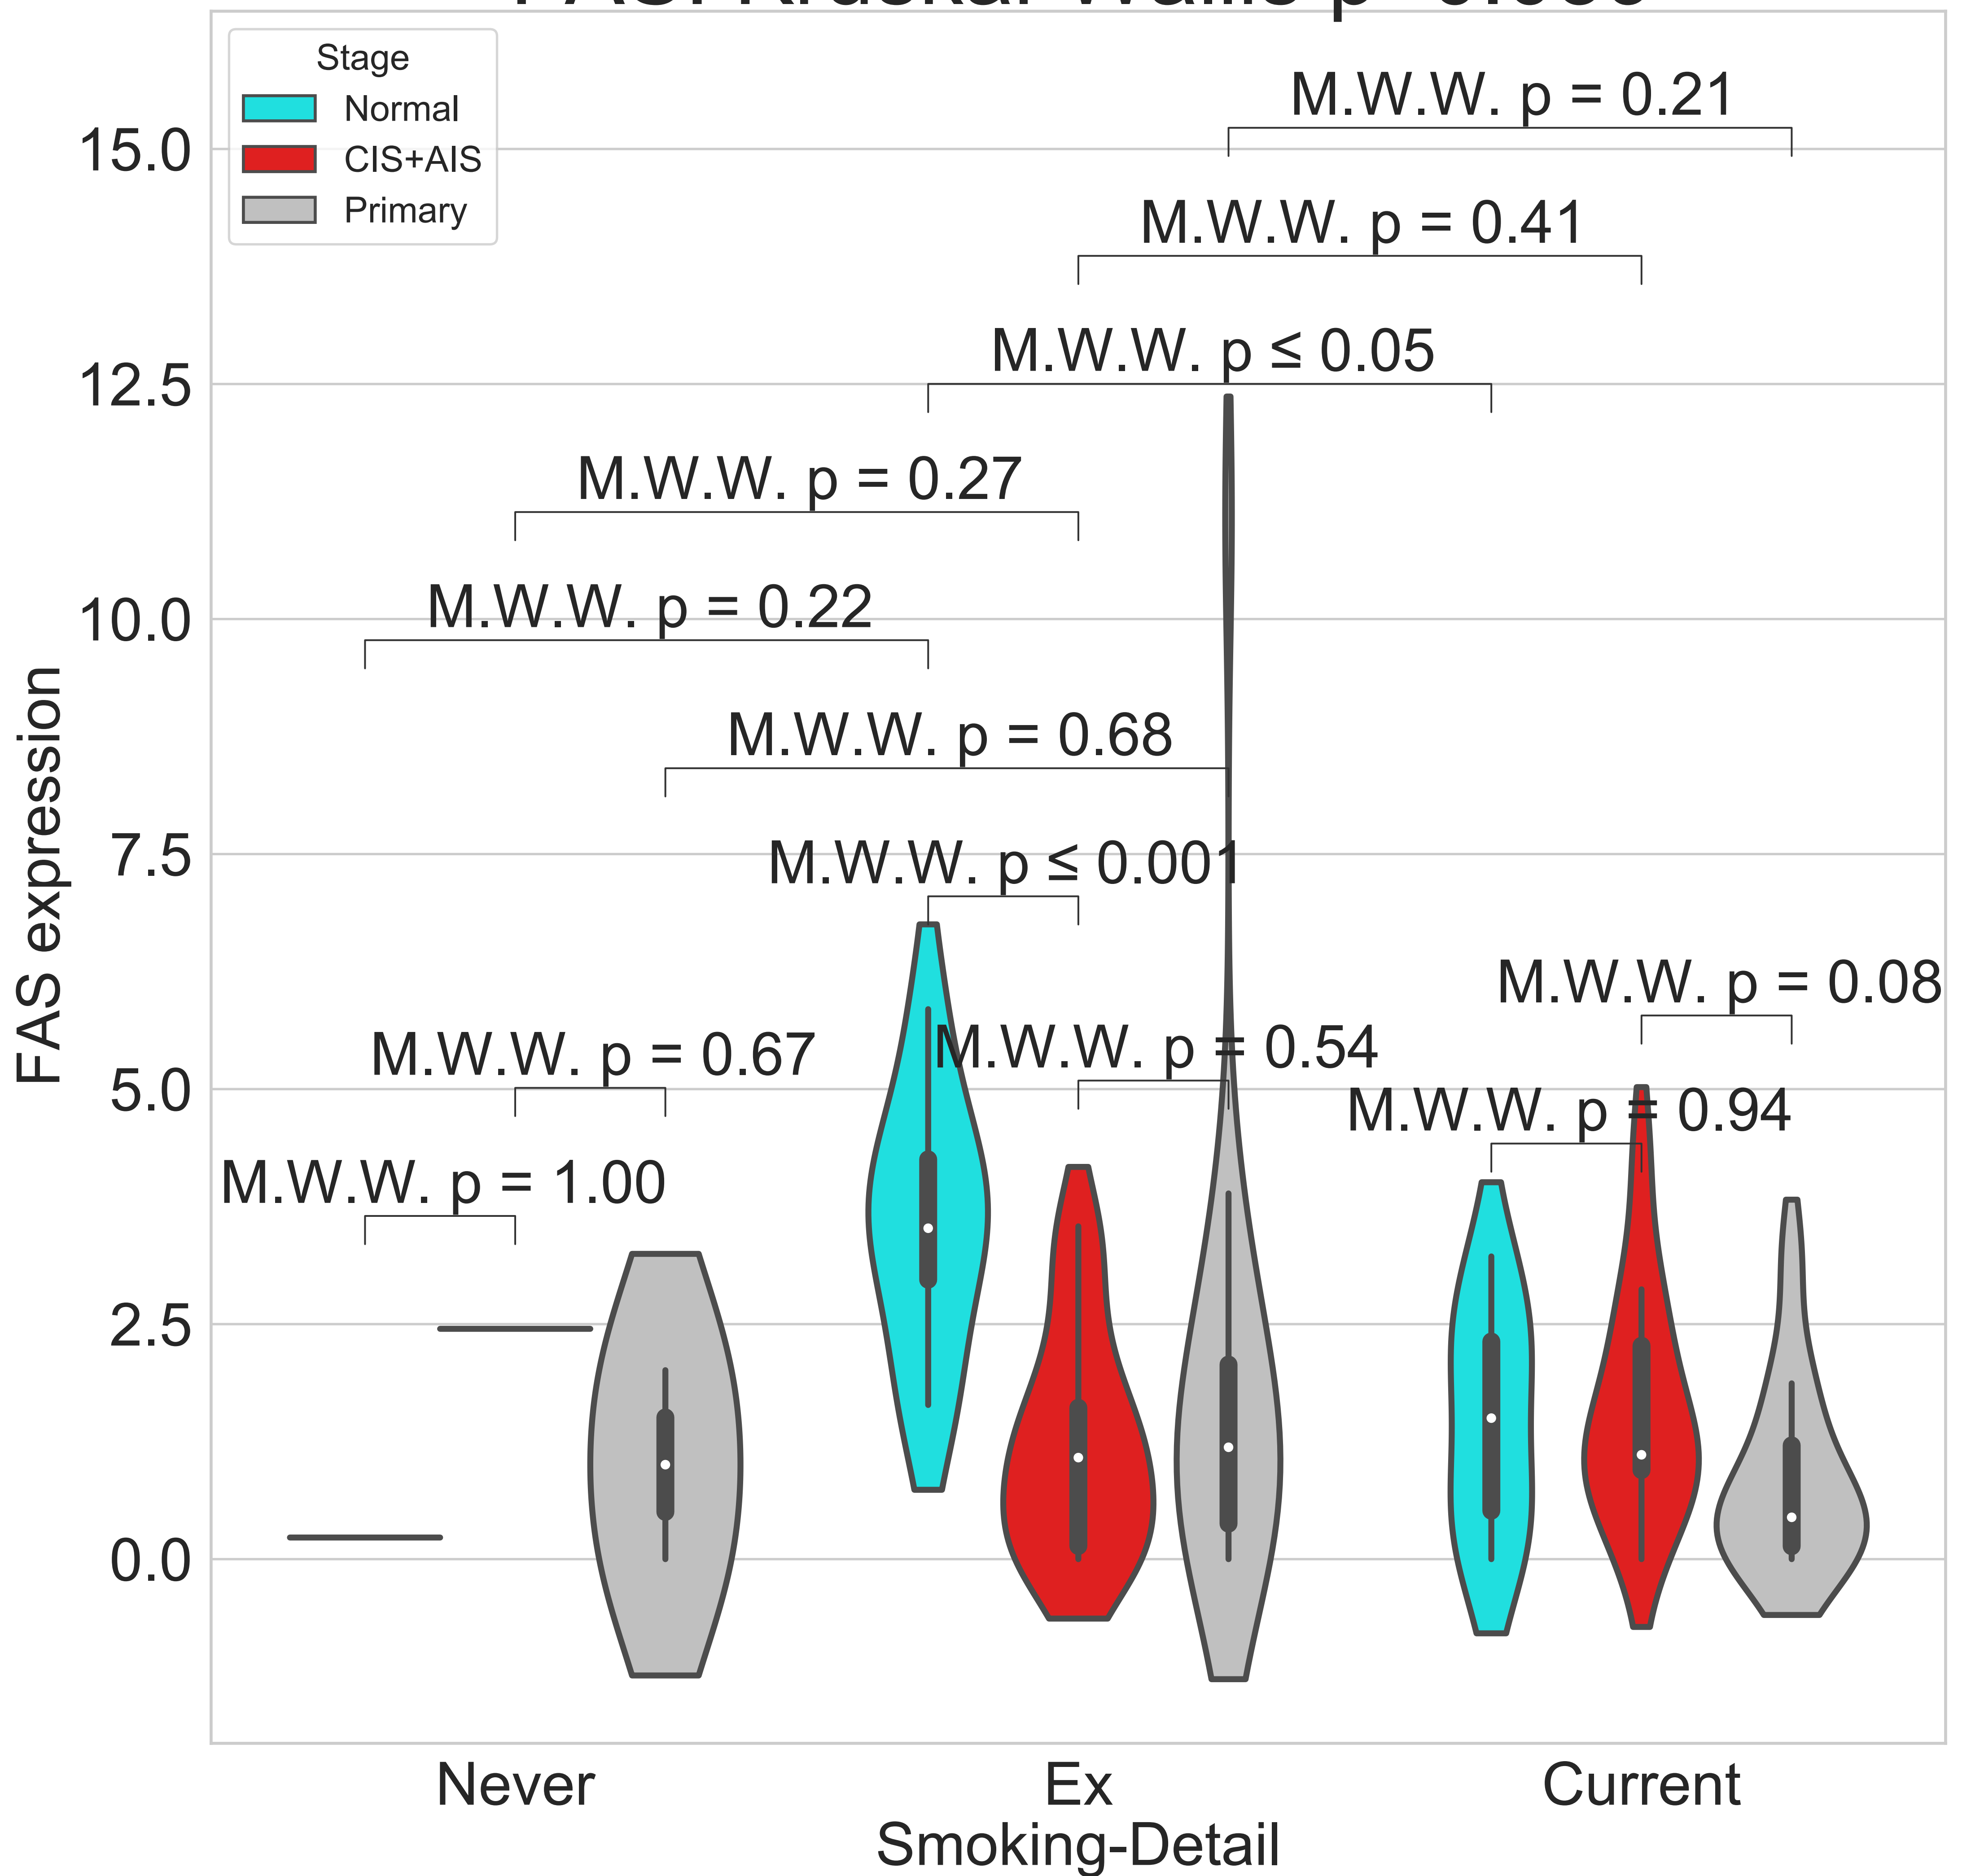 Stage
Normal
CIS+AIS
Primary
M.W.W. p = 0.21
M.W.W. p = 0.41
M.W.W. p ≤ 0.05
M.W.W. p = 0.27
M.W.W. p = 0.22
M.W.W. p = 0.68
M.W.W. p ≤ 0.001
M.W.W. p = 0.08
M.W.W. p = 0.67
M.W.W. p = 0.54
M.W.W. p = 0.94
M.W.W. p = 1.00
15.0
12.5
10.0
7.5
5.0
2.5
0.0
FAS expression
Never
Ex
Current
Smoking-Detail